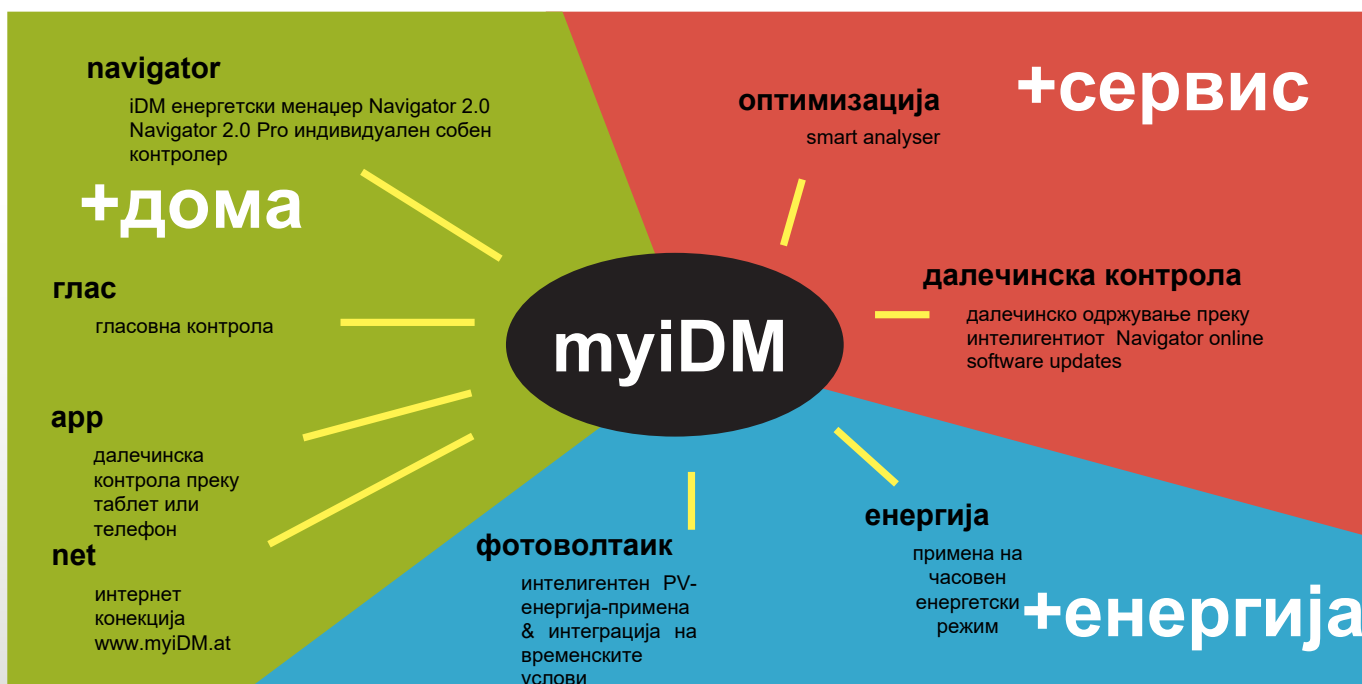 navigator
iDM енергетски менаџер Navigator 2.0
Navigator 2.0 Pro индивидуален собен
контролер
+дома
глас
гласовна контрола
app
далечинска
контрола преку
таблет или
телефон
net
интернет
конекција
www.myiDM.at
myiDM
+сервис
оптимизација
smart analyser
далечинска контрола
далечинско одржување преку
интелигентиот Navigator online
software updates
фотоволтаик
интелигентен PV-
енергија-примена
& интеграција на
временските
услови
енергија
примена на
часовен
енергетски
режим
+енергија